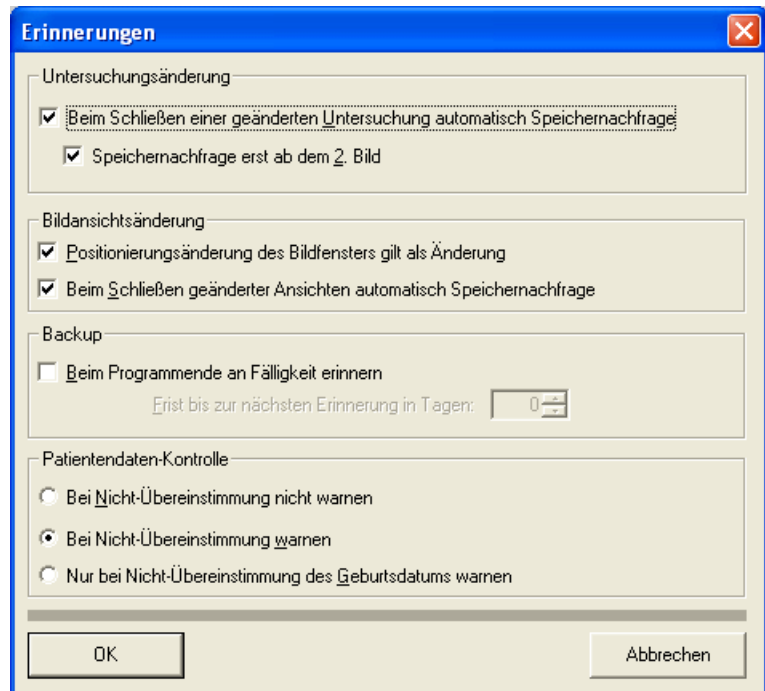 Erinnerungen
Untersuchungsänderung
Beim Schließen einer geänderten Untersuchung automatisch Speichernachfrage
Speichernachfrage erst ab dem 2. Bild
Bildansichtsänderung
Positionierungsänderung des Bildfensters gilt als Änderung
Beim Schließen geänderter Ansichten automatisch Speichernachfrage
Backup
Beim Programmende an Fälligkeit erinnern
Frist bis zur nächsten Erinnerung in Tagen: 0
Patientendaten-Kontrolle
Bei Nicht-Übereinstimmung nicht warnen
Bei Nicht-Übereinstimmung warnen
Nur bei Nicht-Übereinstimmung des Geburtsdatums warnen
OK Abbrechen